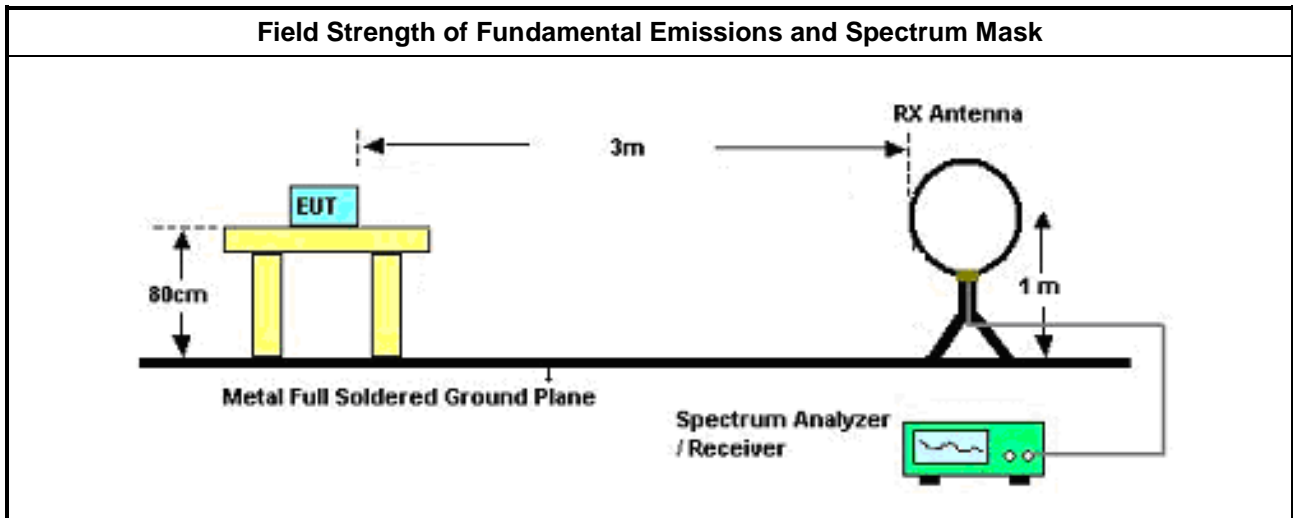 Field Strength of Fundamental Emissions and Spectrum Mask
RX Antenna
3m
EUT
80cm
1 m
Metal Full Soldered Ground Plane
Spectrum Analyzer
/ Receiver